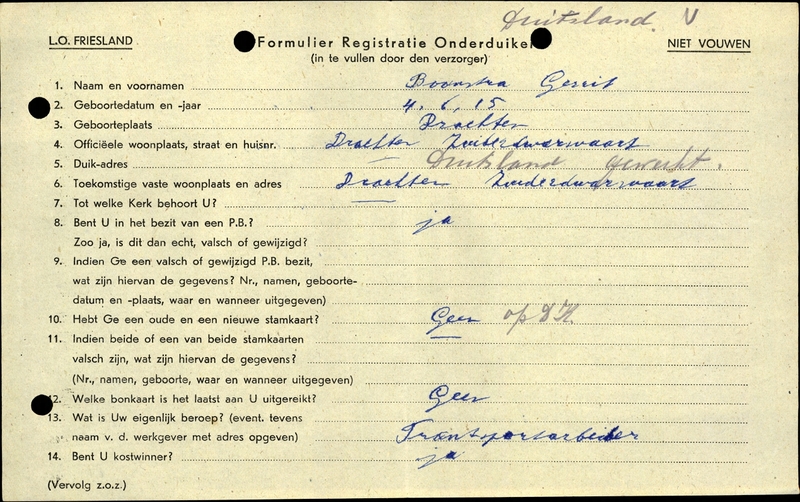 Duitsland. V
L.O. FRIESLAND
Formulier Registratie Onderduike
NIET VOUWEN
(in te vullen door den verzorger)
1. Naam en voornamen Boonstra Gerrit
2. Geboortedatum en -jaar 4. 6. 15
3. Geboorteplaats Drachten
4. Officiëele woonplaats, straat en huisnr. Drachten Zuiderdwarsvaart
5. Duik-adres Duitsland gewerkt.
6. Toekomstige vaste woonplaats en adres Drachten Zuiderdwarsvaart
7. Tot welke Kerk behoort U? —
8. Bent U in het bezit van een P.B.? ja
Zoo ja, is dit dan echt, valsch of gewijzigd?
9. Indien Ge een valsch of gewijzigd P.B. bezit,
wat zijn hiervan de gegevens? Nr., namen, geboorte-
datum en -plaats, waar en wanneer uitgegeven)
10. Hebt Ge een oude en een nieuwe stamkaart? Geen op DK
11. Indien beide of een van beide stamkaarten
valsch zijn, wat zijn hiervan de gegevens?
(Nr., namen, geboorte, waar en wanneer uitgegeven)
12. Welke bonkaart is het laatst aan U uitgereikt? Geen
13. Wat is Uw eigenlijk beroep? (event. tevens
naam v. d. werkgever met adres opgeven) Transportarbeider
14. Bent U kostwinner? ja
(Vervolg z.o.z.)